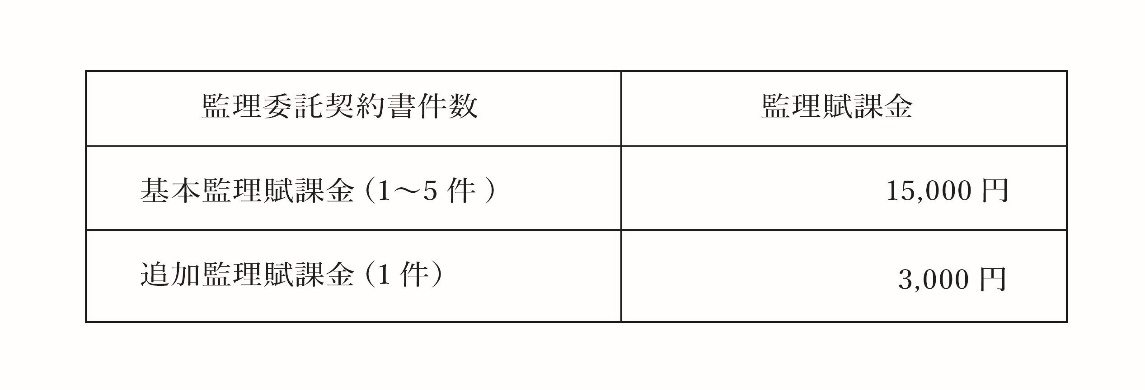 監理委託契約書件数 監理賦課金
基本監理賦課金(1〜5 件 ) 15,000 円
追加監理賦課金(1 件) 3,000 円